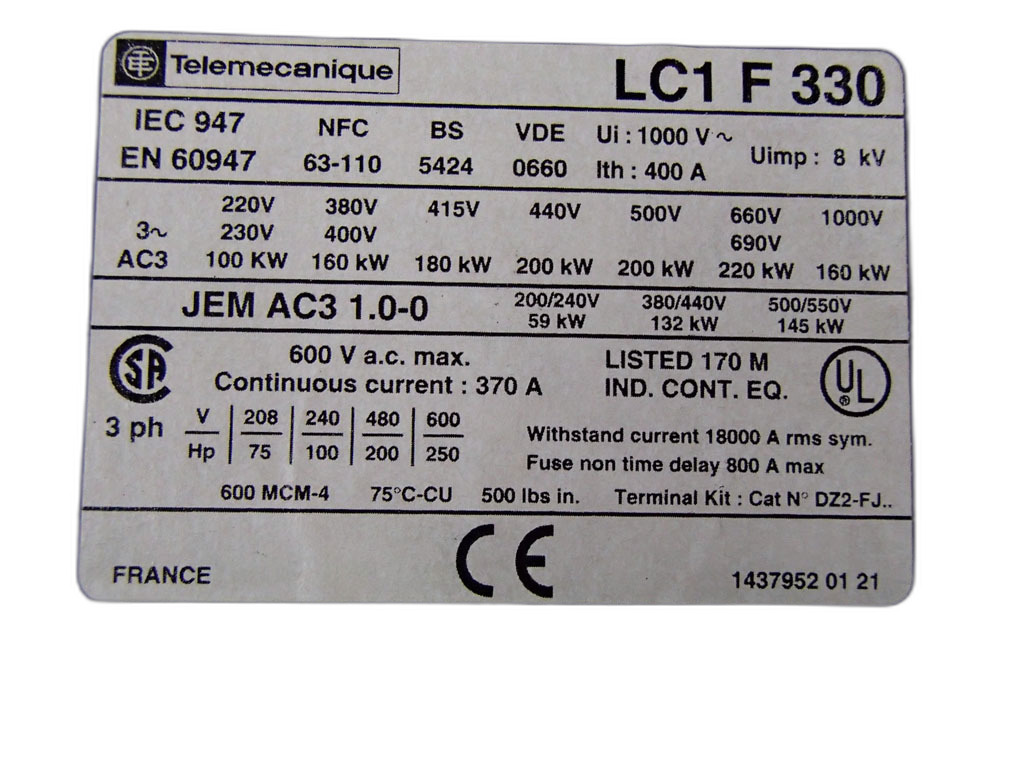 Telemecanique LC1 F 330
IEC 947 NFC BS VDE Ui : 1000 V ~ Uimp : 8 kV
EN 60947 63-110 5424 0660 Ith : 400 A
220V 380V 415V 440V 500V 660V 1000V
3~ 230V 400V 690V
AC3 100 KW 160 kW 180 kW 200 kW 200 kW 220 kW 160 kW
JEM AC3 1.0-0 200/240V 380/440V 500/550V
59 kW 132 kW 145 kW
SA 600 V a.c. max. LISTED 170 M UL ®
Continuous current : 370 A IND. CONT. EQ.
3 ph V 208 240 480 600
Hp 75 100 200 250
Withstand current 18000 A rms sym.
Fuse non time delay 800 A max
600 MCM-4 75°C-CU 500 lbs in. Terminal Kit : Cat N° DZ2-FJ..
FRANCE CE 1437952 01 21